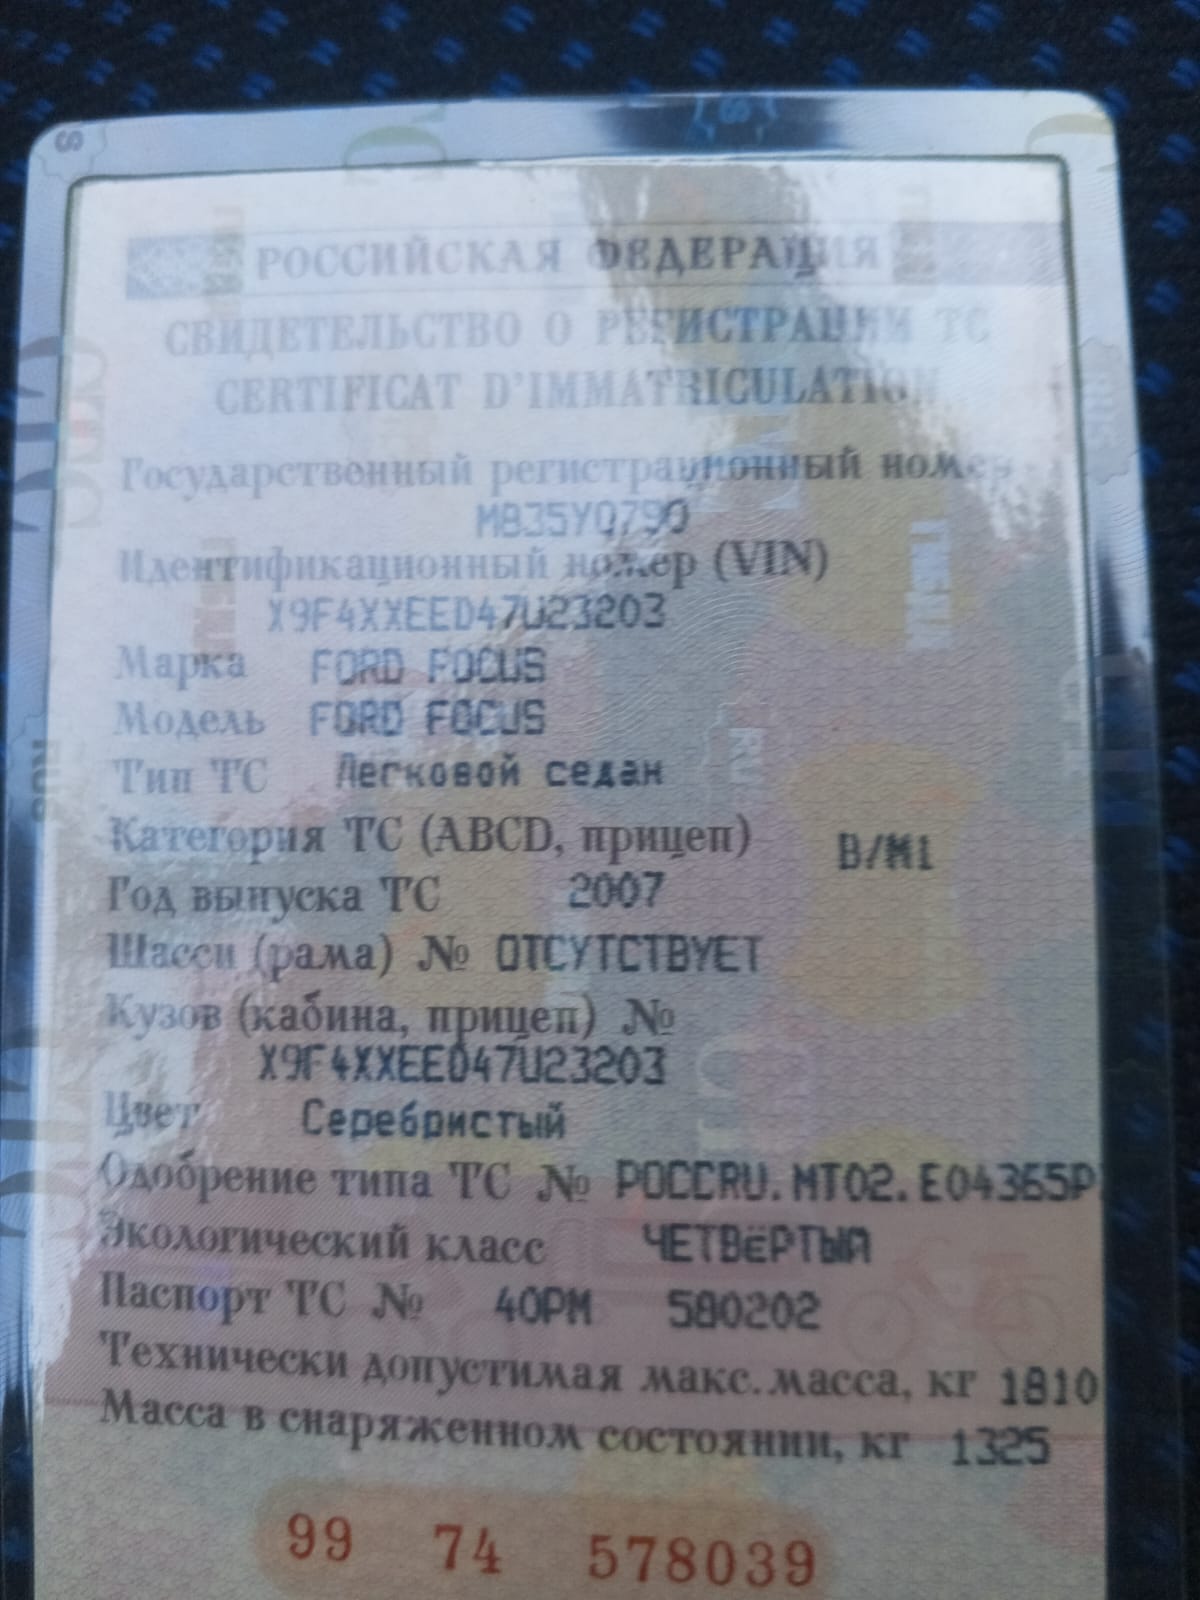 РОССИЙСКАЯ ФЕДЕРАЦИЯ
СВИДЕТЕЛЬСТВО О РЕГИСТРАЦИИ ТС
CERTIFICAT D'IMMATRICULATION
Государственный регистрационный номер
М835УО790
Идентификационный номер (VIN)
X9F4XXEED47U23203
Марка FORD FOCUS
Модель FORD FOCUS
Тип ТС Легковой седан
Категория ТС (ABCD, прицеп) B/M1
Год выпуска ТС 2007
Шасси (рама) № ОТСУТСТВУЕТ
Кузов (кабина, прицеп) №
X9F4XXEED47U23203
Цвет Серебристый
Одобрение типа ТС № РОССRU.МТ02.Е04365Р
Экологический класс ЧЕТВЁРТЫЙ
Паспорт ТС № 40РМ 580202
Технически допустимая макс. масса, кг 1810
Масса в снаряженном состоянии, кг 1325
99 74 578039